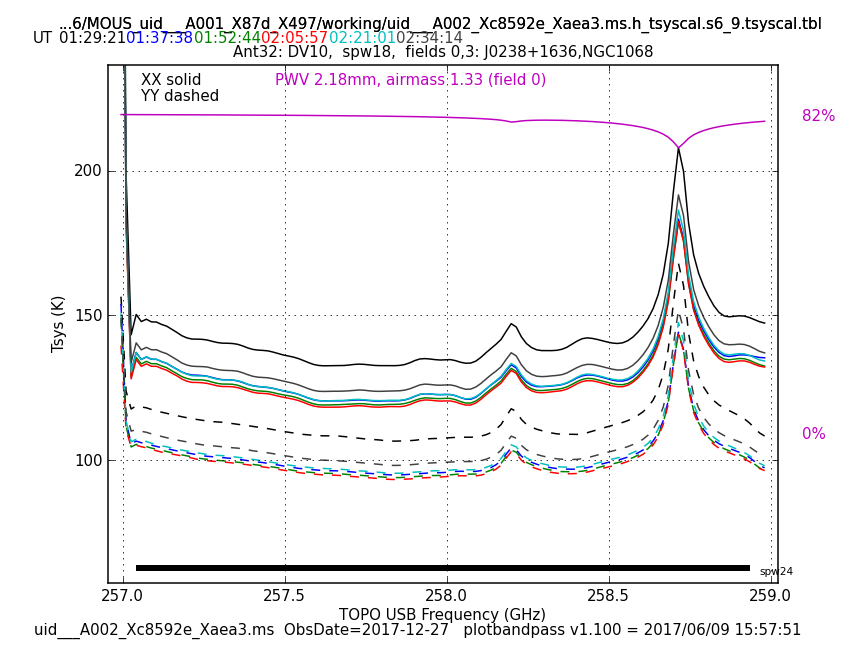 ...6/MOUS_uid___A001_X87d_X497/working/uid___A002_Xc8592e_Xaea3.ms.h_tsyscal.s6_9.tsyscal.tbl
UT 01:29:21 01:37:38 01:52:44 02:05:57 02:21:01 02:34:14
Ant32: DV10, spw18, fields 0,3: J0238+1636,NGC1068
XX solid PWV 2.18mm, airmass 1.33 (field 0)
YY dashed
82%
200
Tsys (K)
150
0%
100
spw24
257.0 257.5 258.0 258.5 259.0
TOPO USB Frequency (GHz)
uid___A002_Xc8592e_Xaea3.ms ObsDate=2017-12-27 plotbandpass v1.100 = 2017/06/09 15:57:51